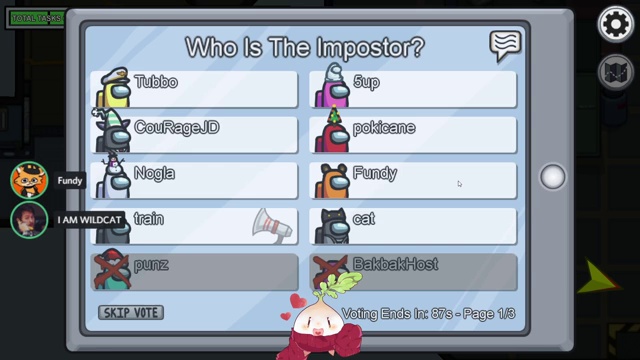 TOTAL TASKS
Who Is The Impostor?
Tubbo
5up
CouRageJD
pokicane
Nogla
Fundy
train
cat
punz
BakbakHost
Fundy
I AM WILDCAT
SKIP VOTE
Voting Ends In: 87s - Page 1/3